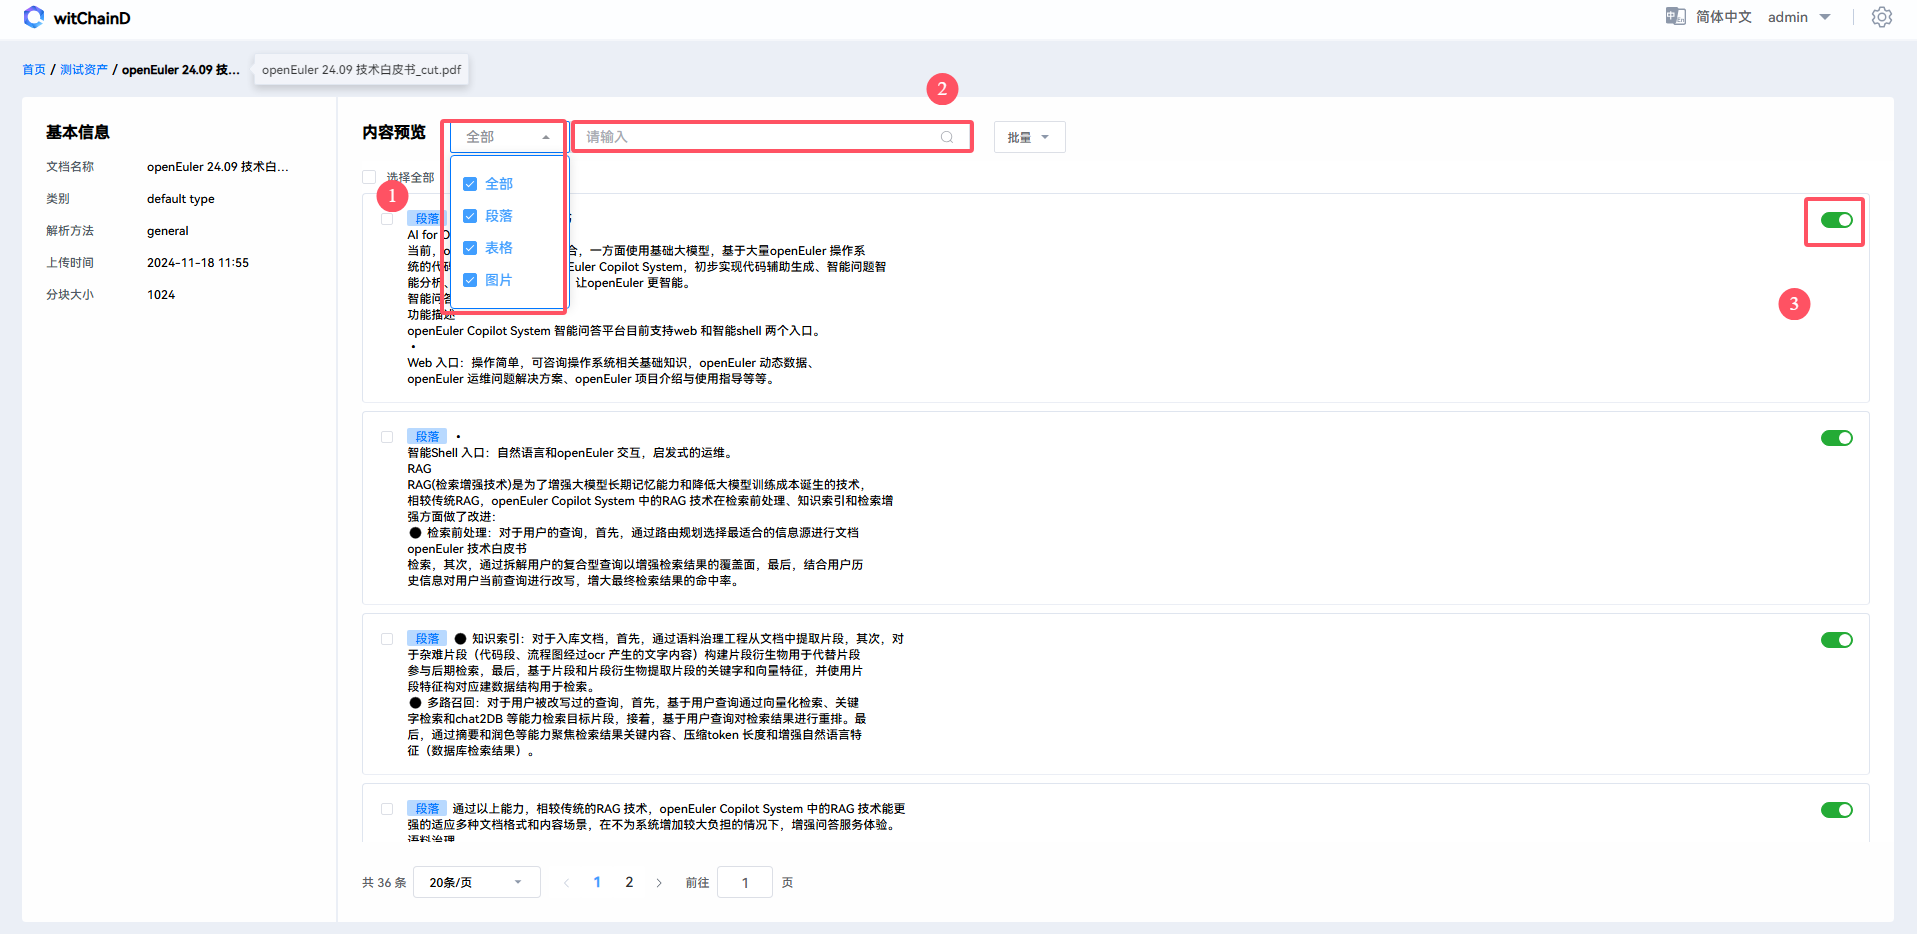 witChainD
简体中文 admin
首页 / 测试资产 / openEuler 24.09 技...
openEuler 24.09 技术白皮书_cut.pdf
2
基本信息
文档名称 openEuler 24.09 技术白...
类别 default type
解析方法 general
上传时间 2024-11-18 11:55
分块大小 1024
内容预览 全部 请输入 批量
选择全部
1
全部
段落
表格
图片
3
段落
AI for
当前，o 合，一方面使用基础大模型，基于大量openEuler 操作系
统的代码 Euler Copilot System，初步实现代码辅助生成、智能问题智
能分析、 让openEuler 更智能。
智能问答
功能描述
openEuler Copilot System 智能问答平台目前支持web 和智能shell 两个入口。
•
Web 入口：操作简单，可咨询操作系统相关基础知识，openEuler 动态数据、
openEuler 运维问题解决方案、openEuler 项目介绍与使用指导等等。
段落 •
智能Shell 入口：自然语言和openEuler 交互，启发式的运维。
RAG
RAG(检索增强技术)是为了增强大模型长期记忆能力和降低大模型训练成本诞生的技术，
相较传统RAG，openEuler Copilot System 中的RAG 技术在检索前处理、知识索引和检索增
强方面做了改进：
● 检索前处理：对于用户的查询，首先，通过路由规划选择最适合的信息源进行文档
openEuler 技术白皮书
检索，其次，通过拆解用户的复合型查询以增强检索结果的覆盖面，最后，结合用户历
史信息对用户当前查询进行改写，增大最终检索结果的命中率。
段落 ● 知识索引：对于入库文档，首先，通过语料治理工程从文档中提取片段，其次，对
于杂难片段（代码段、流程图经过ocr 产生的文字内容）构建片段衍生物用于代替片段
参与后期检索，最后，基于片段和片段衍生物提取片段的关键字和向量特征，并使用片
段特征构对应建数据结构用于检索。
● 多路召回：对于用户被改写过的查询，首先，基于用户查询通过向量化检索、关键
字检索和chat2DB 等能力检索目标片段，接着，基于用户查询对检索结果进行重排。最
后，通过摘要和润色等能力聚焦检索结果关键内容、压缩token 长度和增强自然语言特
征（数据库检索结果）。
段落 通过以上能力，相较传统的RAG 技术，openEuler Copilot System 中的RAG 技术能更
强的适应多种文档格式和内容场景，在不为系统增加较大负担的情况下，增强问答服务体验。
语料治理
共 36 条 20条/页 1 2 前往 1 页